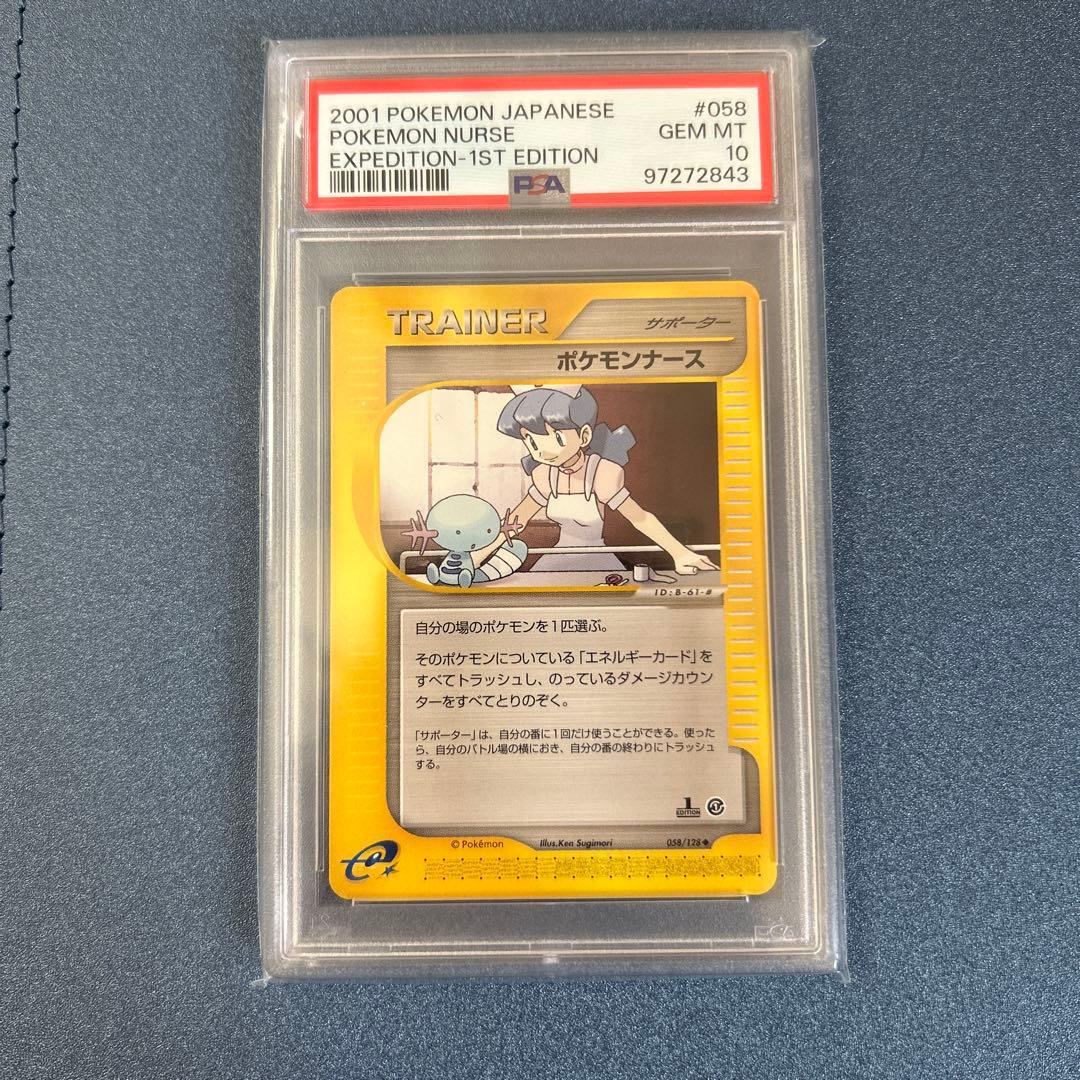 2001 POKEMON JAPANESE #058
POKEMON NURSE GEM MT
EXPEDITION-1ST EDITION 10
PSA 97272843
TRAINER サポーター
ポケモンナース
ID:B-61-#
自分の場のポケモンを1匹選ぶ。
そのポケモンについている「エネルギーカード」を
すべてトラッシュし、のっているダメージカウン
ターをすべてとりのぞく。
「サポーター」は、自分の番に1回だけ使うことができる。使った
ら、自分のバトル場の横におき、自分の番の終わりにトラッシュ
する。
1
EDITION
©Pokémon Illus.Ken Sugimori 058/128◆
e